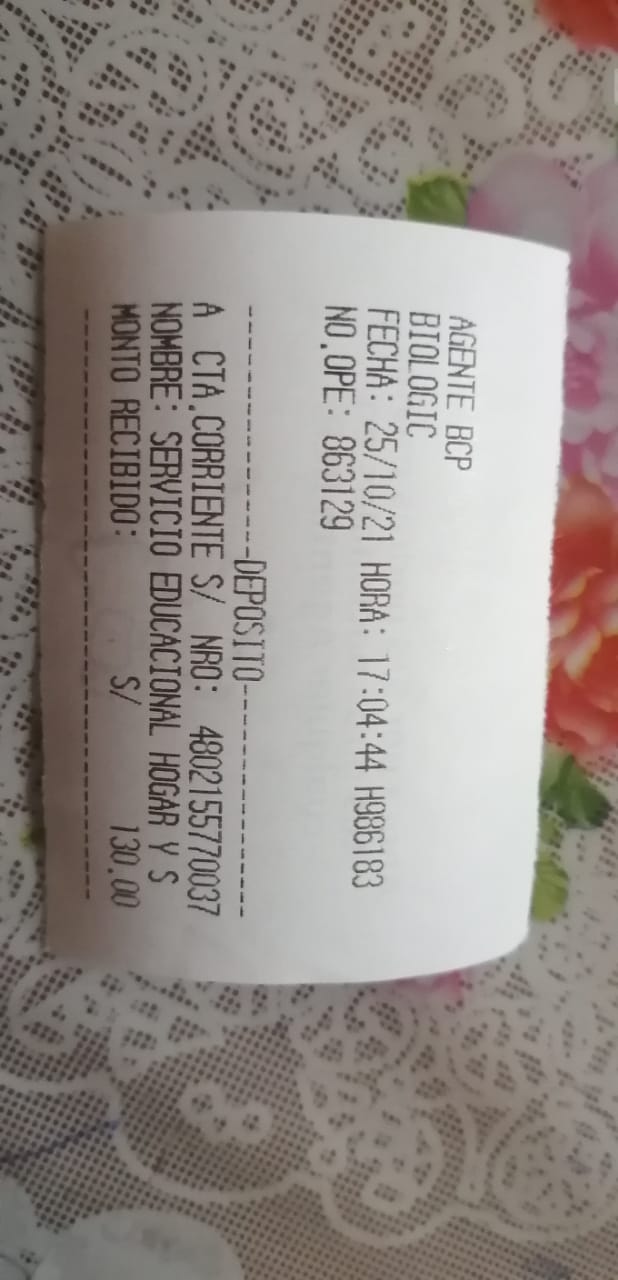 AGENTE BCP
BIOLOGIC
FECHA: 25/10/21 HORA: 17:04:44 H986183
NO.OPE: 863129
---------------DEPOSITO---------------
A CTA.CORRIENTE S/ NRO: 4802155770037
NOMBRE: SERVICIO EDUCACIONAL HOGAR Y S
MONTO RECIBIDO: S/ 130.00
--------------------------------------